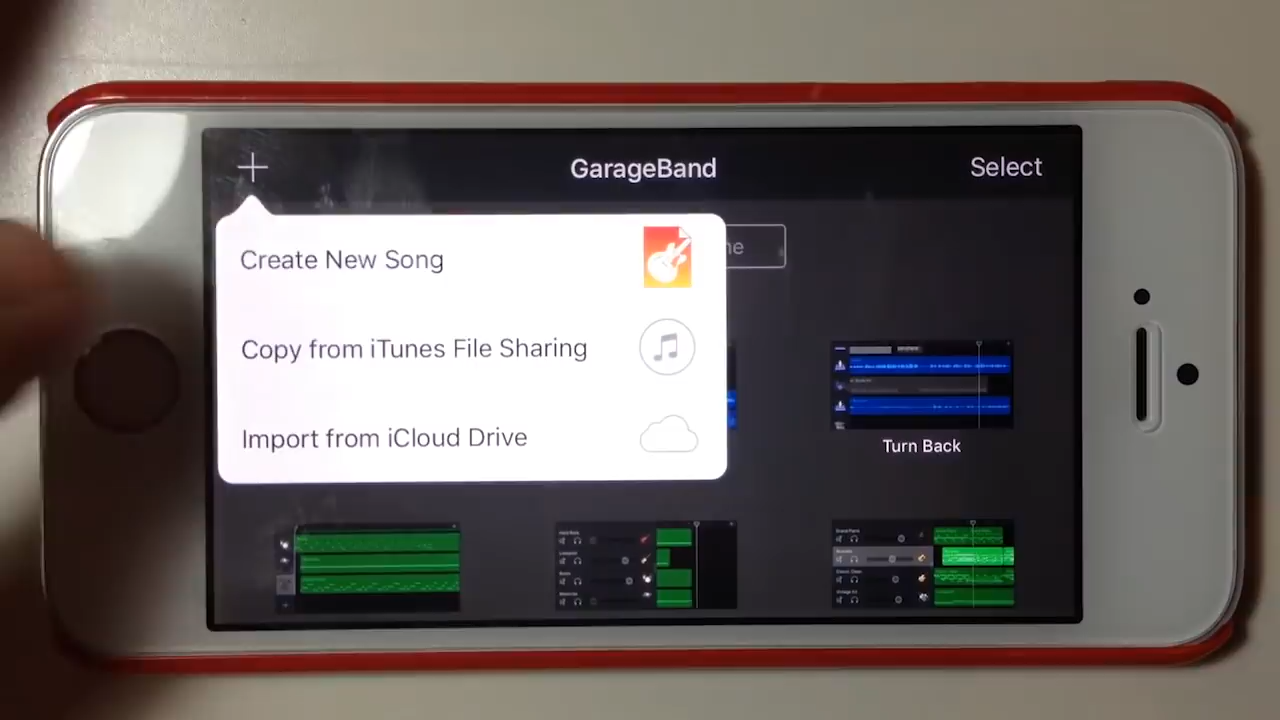 GarageBand
Select
Create New Song
Copy from iTunes File Sharing
Import from iCloud Drive
Turn Back